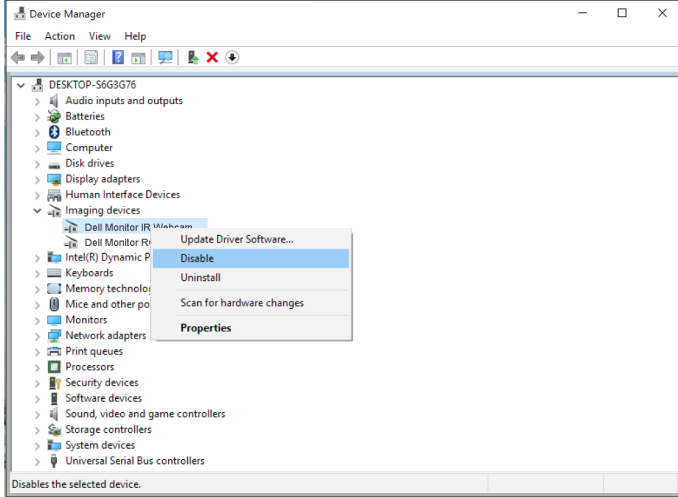 Device Manager
File Action View Help
DESKTOP-S6G3G76
Audio inputs and outputs
Batteries
Bluetooth
Computer
Disk drives
Display adapters
Human Interface Devices
Imaging devices
Dell Monitor IR Webcam
Dell Monitor
Update Driver Software...
Disable
Uninstall
Scan for hardware changes
Properties
Intel(R) Dynamic
Keyboards
Memory
Mice and other
Monitors
Network adapters
Print queues
Processors
Security devices
Software devices
Sound, video and game controllers
Storage controllers
System devices
Universal Serial Bus controllers
Disables the selected device.